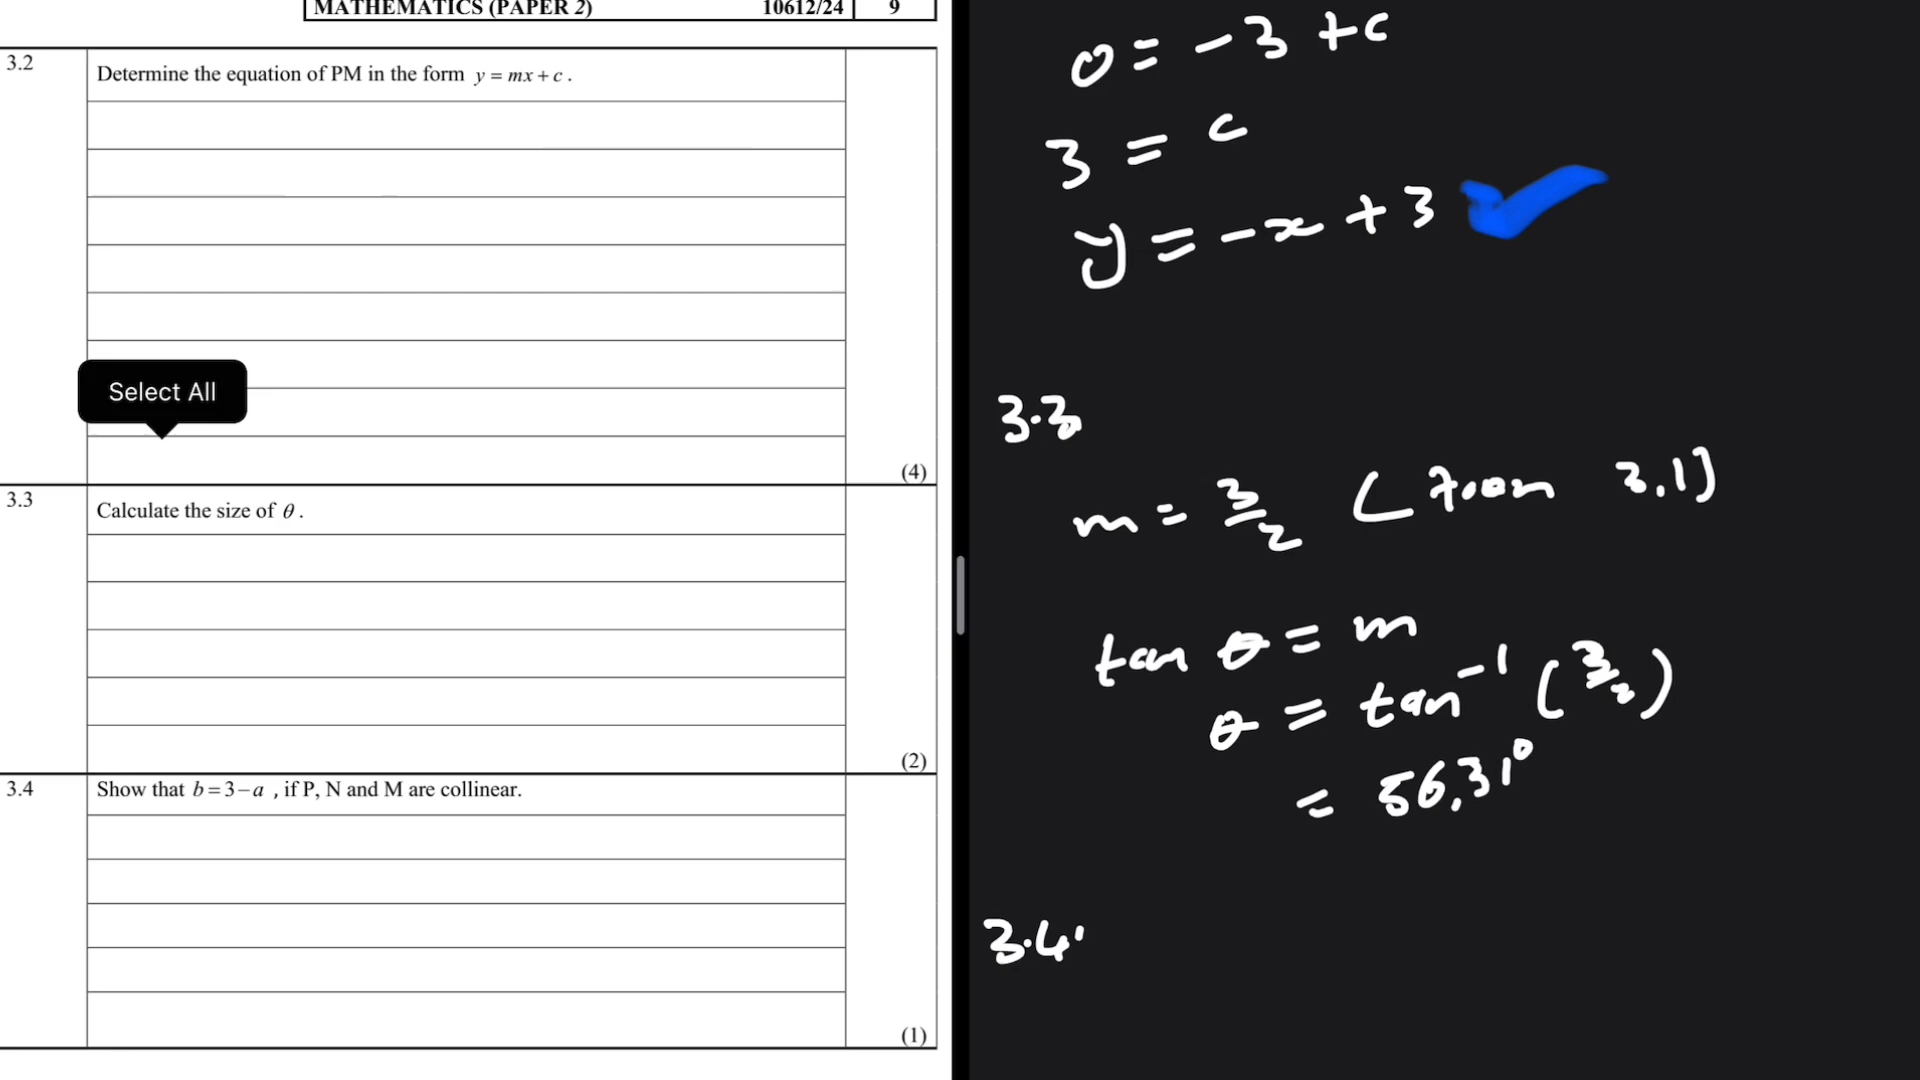 MATHEMATICS (PAPER 2) 10612/24 9
3.2 Determine the equation of PM in the form y = mx + c .
Select All
(4)
3.3 Calculate the size of θ .
(2)
3.4 Show that b = 3 – a , if P, N and M are collinear.
(1)
0 = -3 + c
3 = c
y = -x + 3
3.3
m = 3/2 ( from 3.1)
tan θ = m
θ = tan⁻¹ (3/2)
= 56,31°
3.4